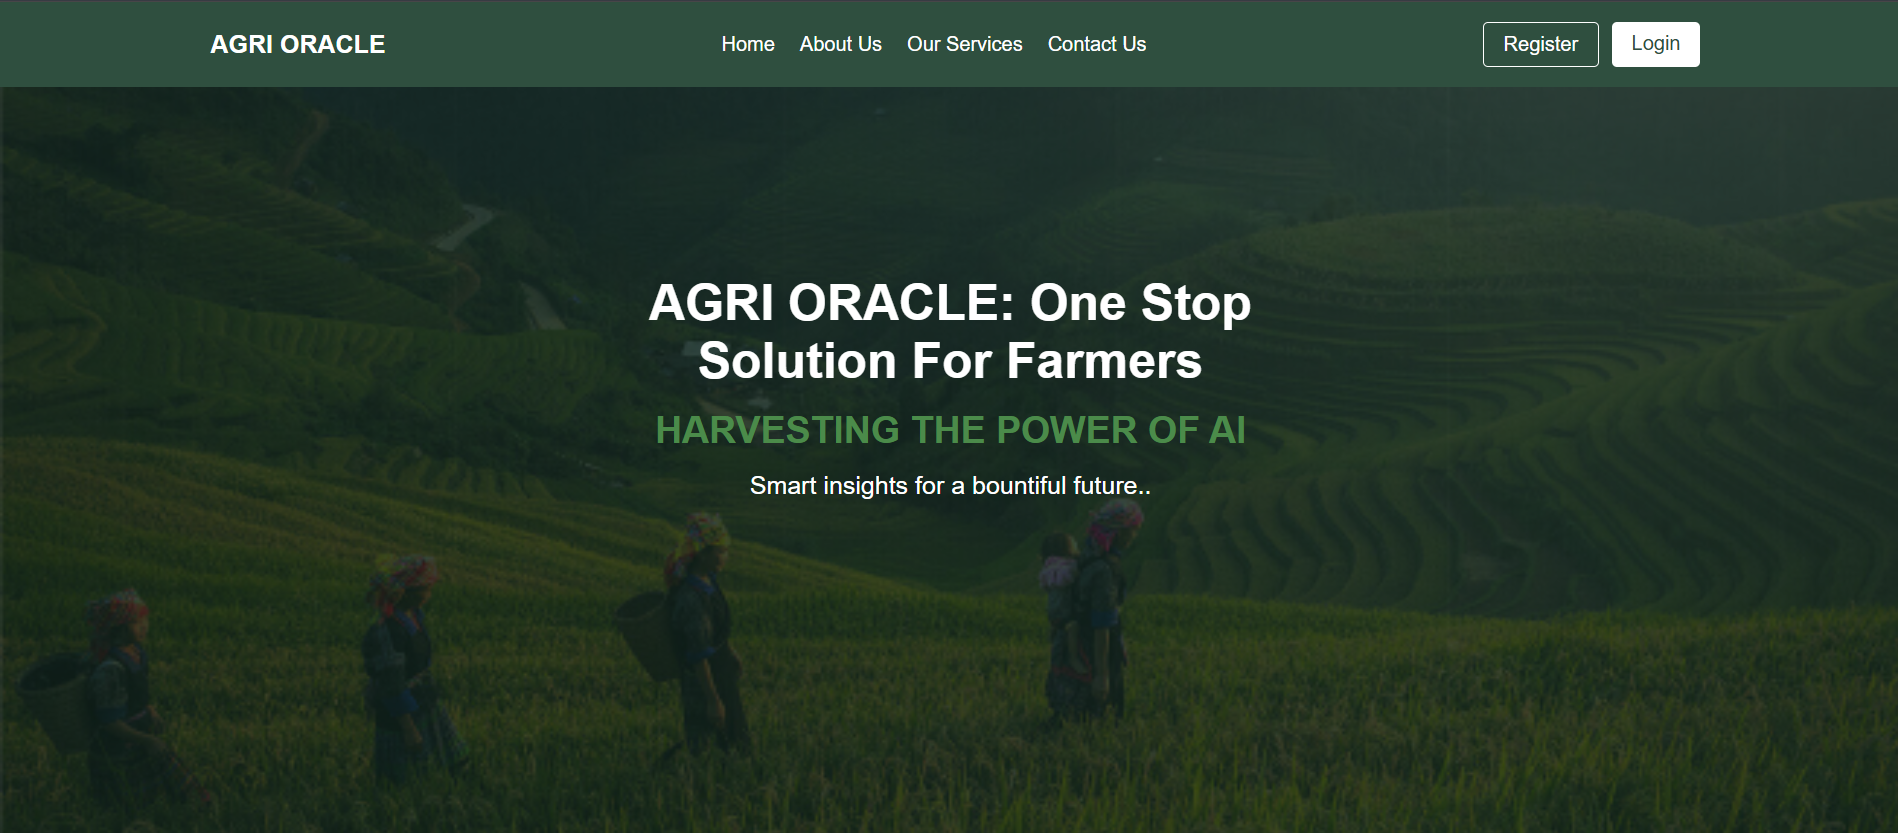 AGRI ORACLE
Home
About Us
Our Services
Contact Us
Register
Login
AGRI ORACLE: One Stop
Solution For Farmers
HARVESTING THE POWER OF AI
Smart insights for a bountiful future..